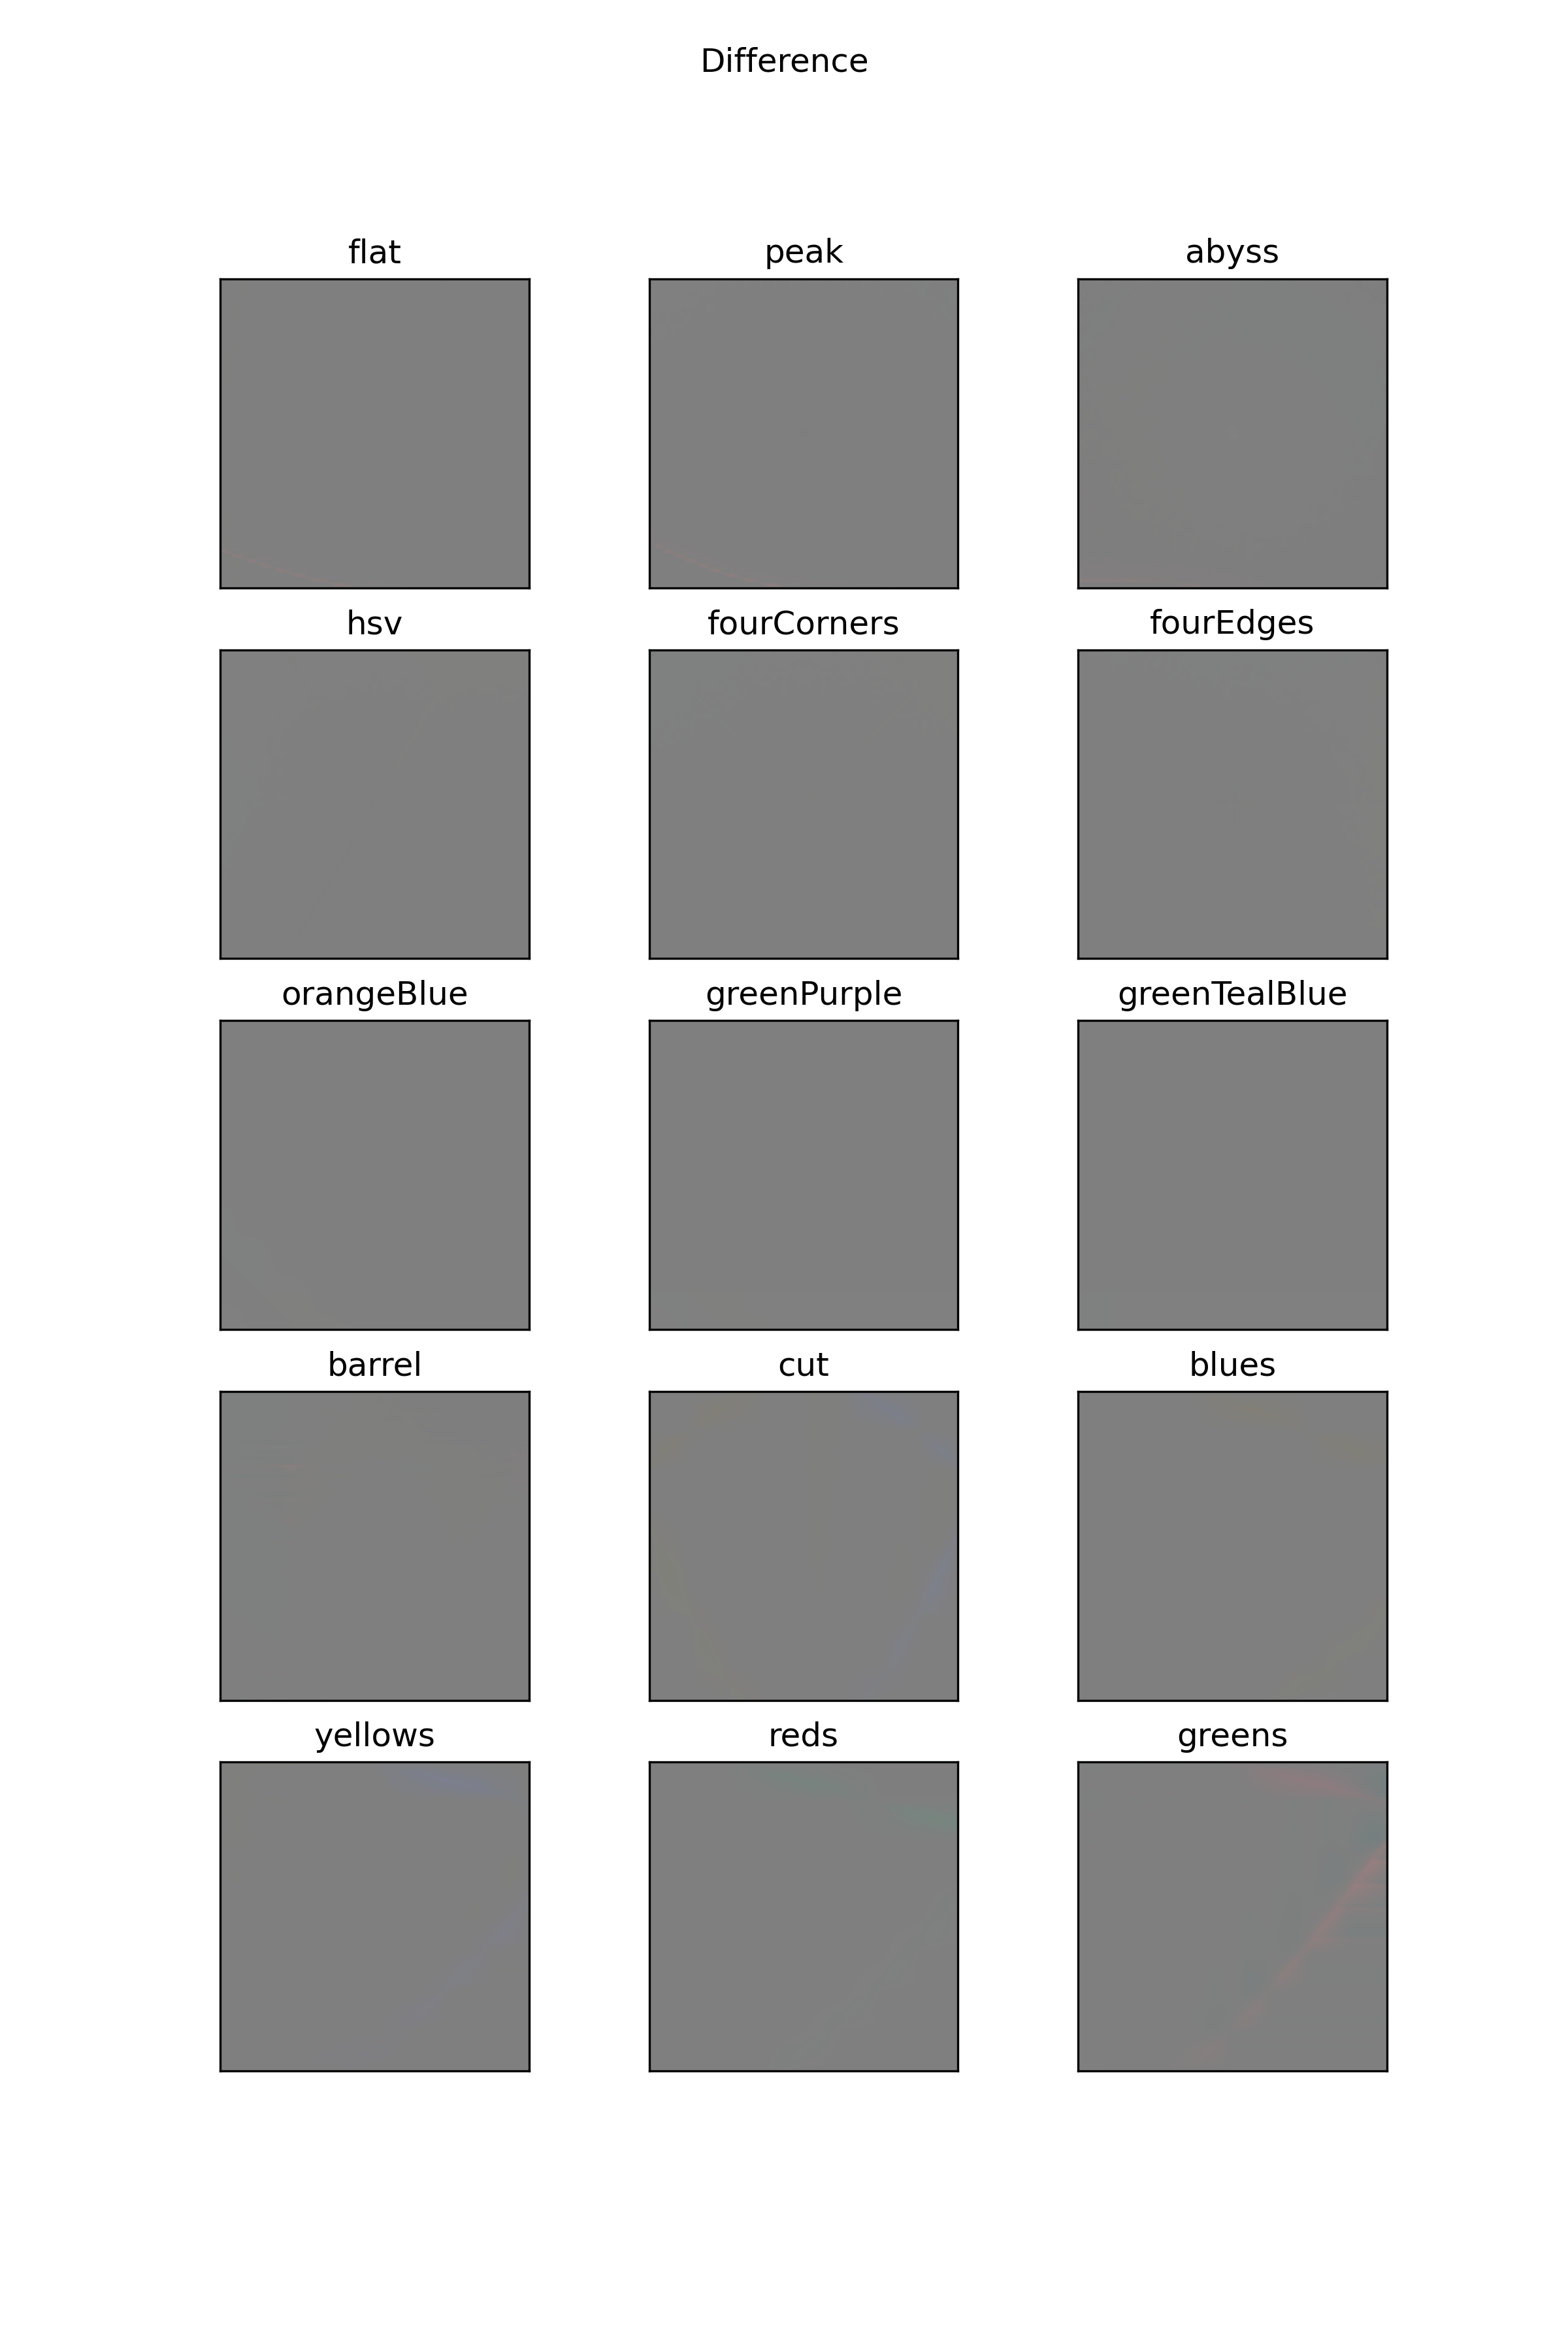 Difference
flat peak abyss
hsv fourCorners fourEdges
orangeBlue greenPurple greenTealBlue
barrel cut blues
yellows reds greens